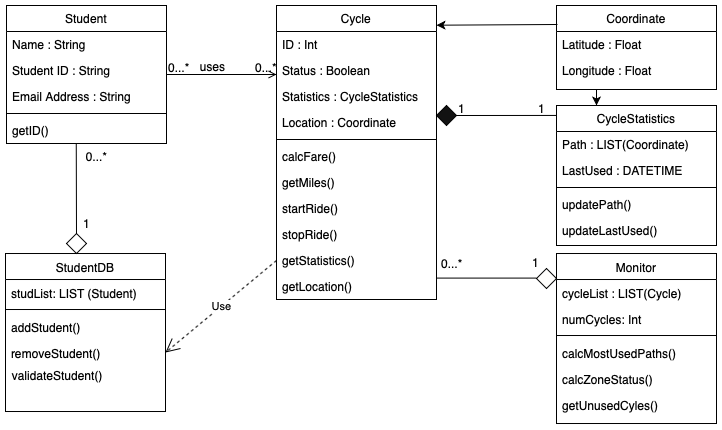 Student
Name : String
Student ID : String
Email Address : String
getID()
0...*
uses
0...*
Cycle
ID : Int
Status : Boolean
Statistics : CycleStatistics
Location : Coordinate
calcFare()
getMiles()
startRide()
stopRide()
getStatistics()
getLocation()
Coordinate
Latitude : Float
Longitude : Float
1
1
CycleStatistics
Path : LIST(Coordinate)
LastUsed : DATETIME
updatePath()
updateLastUsed()
0...*
1
StudentDB
studList: LIST (Student)
addStudent()
removeStudent()
validateStudent()
Use
0...*
1
Monitor
cycleList : LIST(Cycle)
numCycles: Int
calcMostUsedPaths()
calcZoneStatus()
getUnusedCyles()